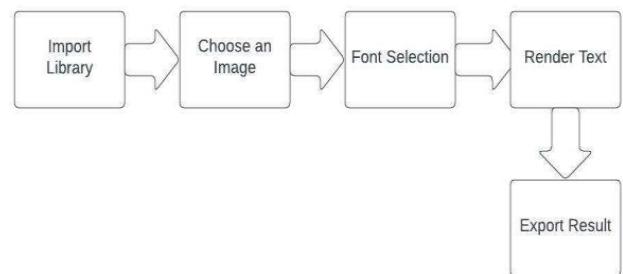 Import
Library
Choose an
Image
Font Selection
Render Text
Export Result